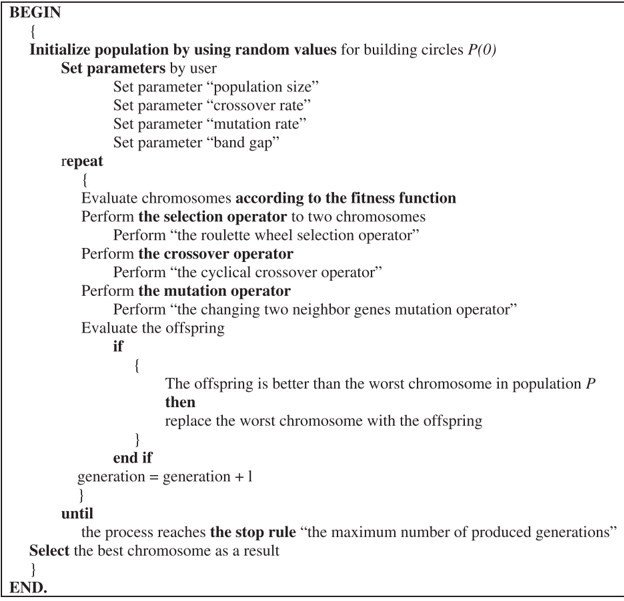 BEGIN
{
Initialize population by using random values for building circles P(0)
Set parameters by user
Set parameter “population size”
Set parameter “crossover rate”
Set parameter “mutation rate”
Set parameter “band gap”
repeat
{
Evaluate chromosomes according to the fitness function
Perform the selection operator to two chromosomes
Perform “the roulette wheel selection operator”
Perform the crossover operator
Perform “the cyclical crossover operator”
Perform the mutation operator
Perform “the changing two neighbor genes mutation operator”
Evaluate the offspring
if
{
The offspring is better than the worst chromosome in population P
then
replace the worst chromosome with the offspring
}
end if
generation = generation + 1
}
until
the process reaches the stop rule “the maximum number of produced generations”
Select the best chromosome as a result
}
END.